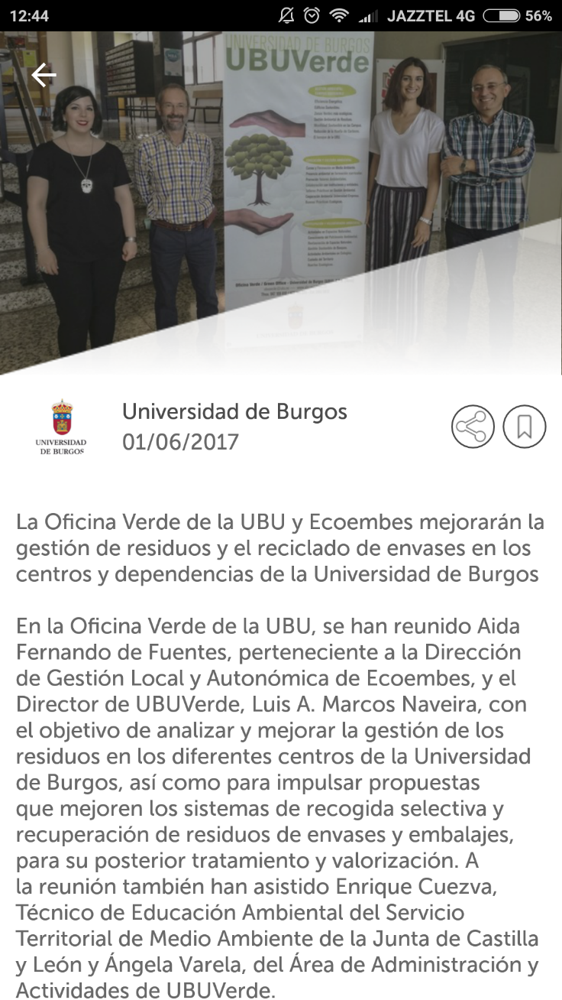 12:44
JAZZTEL 4G
56%
UNIVERSIDAD DE BURGOS
UBUVerde
Oficina Verde / Green Office - Universidad de Burgos
Universidad de Burgos
01/06/2017
UNIVERSIDAD
DE BURGOS
La Oficina Verde de la UBU y Ecoembes mejorarán la
gestión de residuos y el reciclado de envases en los
centros y dependencias de la Universidad de Burgos
En la Oficina Verde de la UBU, se han reunido Aida
Fernando de Fuentes, perteneciente a la Dirección
de Gestión Local y Autonómica de Ecoembes, y el
Director de UBUVerde, Luis A. Marcos Naveira, con
el objetivo de analizar y mejorar la gestión de los
residuos en los diferentes centros de la Universidad
de Burgos, así como para impulsar propuestas
que mejoren los sistemas de recogida selectiva y
recuperación de residuos de envases y embalajes,
para su posterior tratamiento y valorización. A
la reunión también han asistido Enrique Cuezva,
Técnico de Educación Ambiental del Servicio
Territorial de Medio Ambiente de la Junta de Castilla
y León y Ángela Varela, del Área de Administración y
Actividades de UBUVerde.